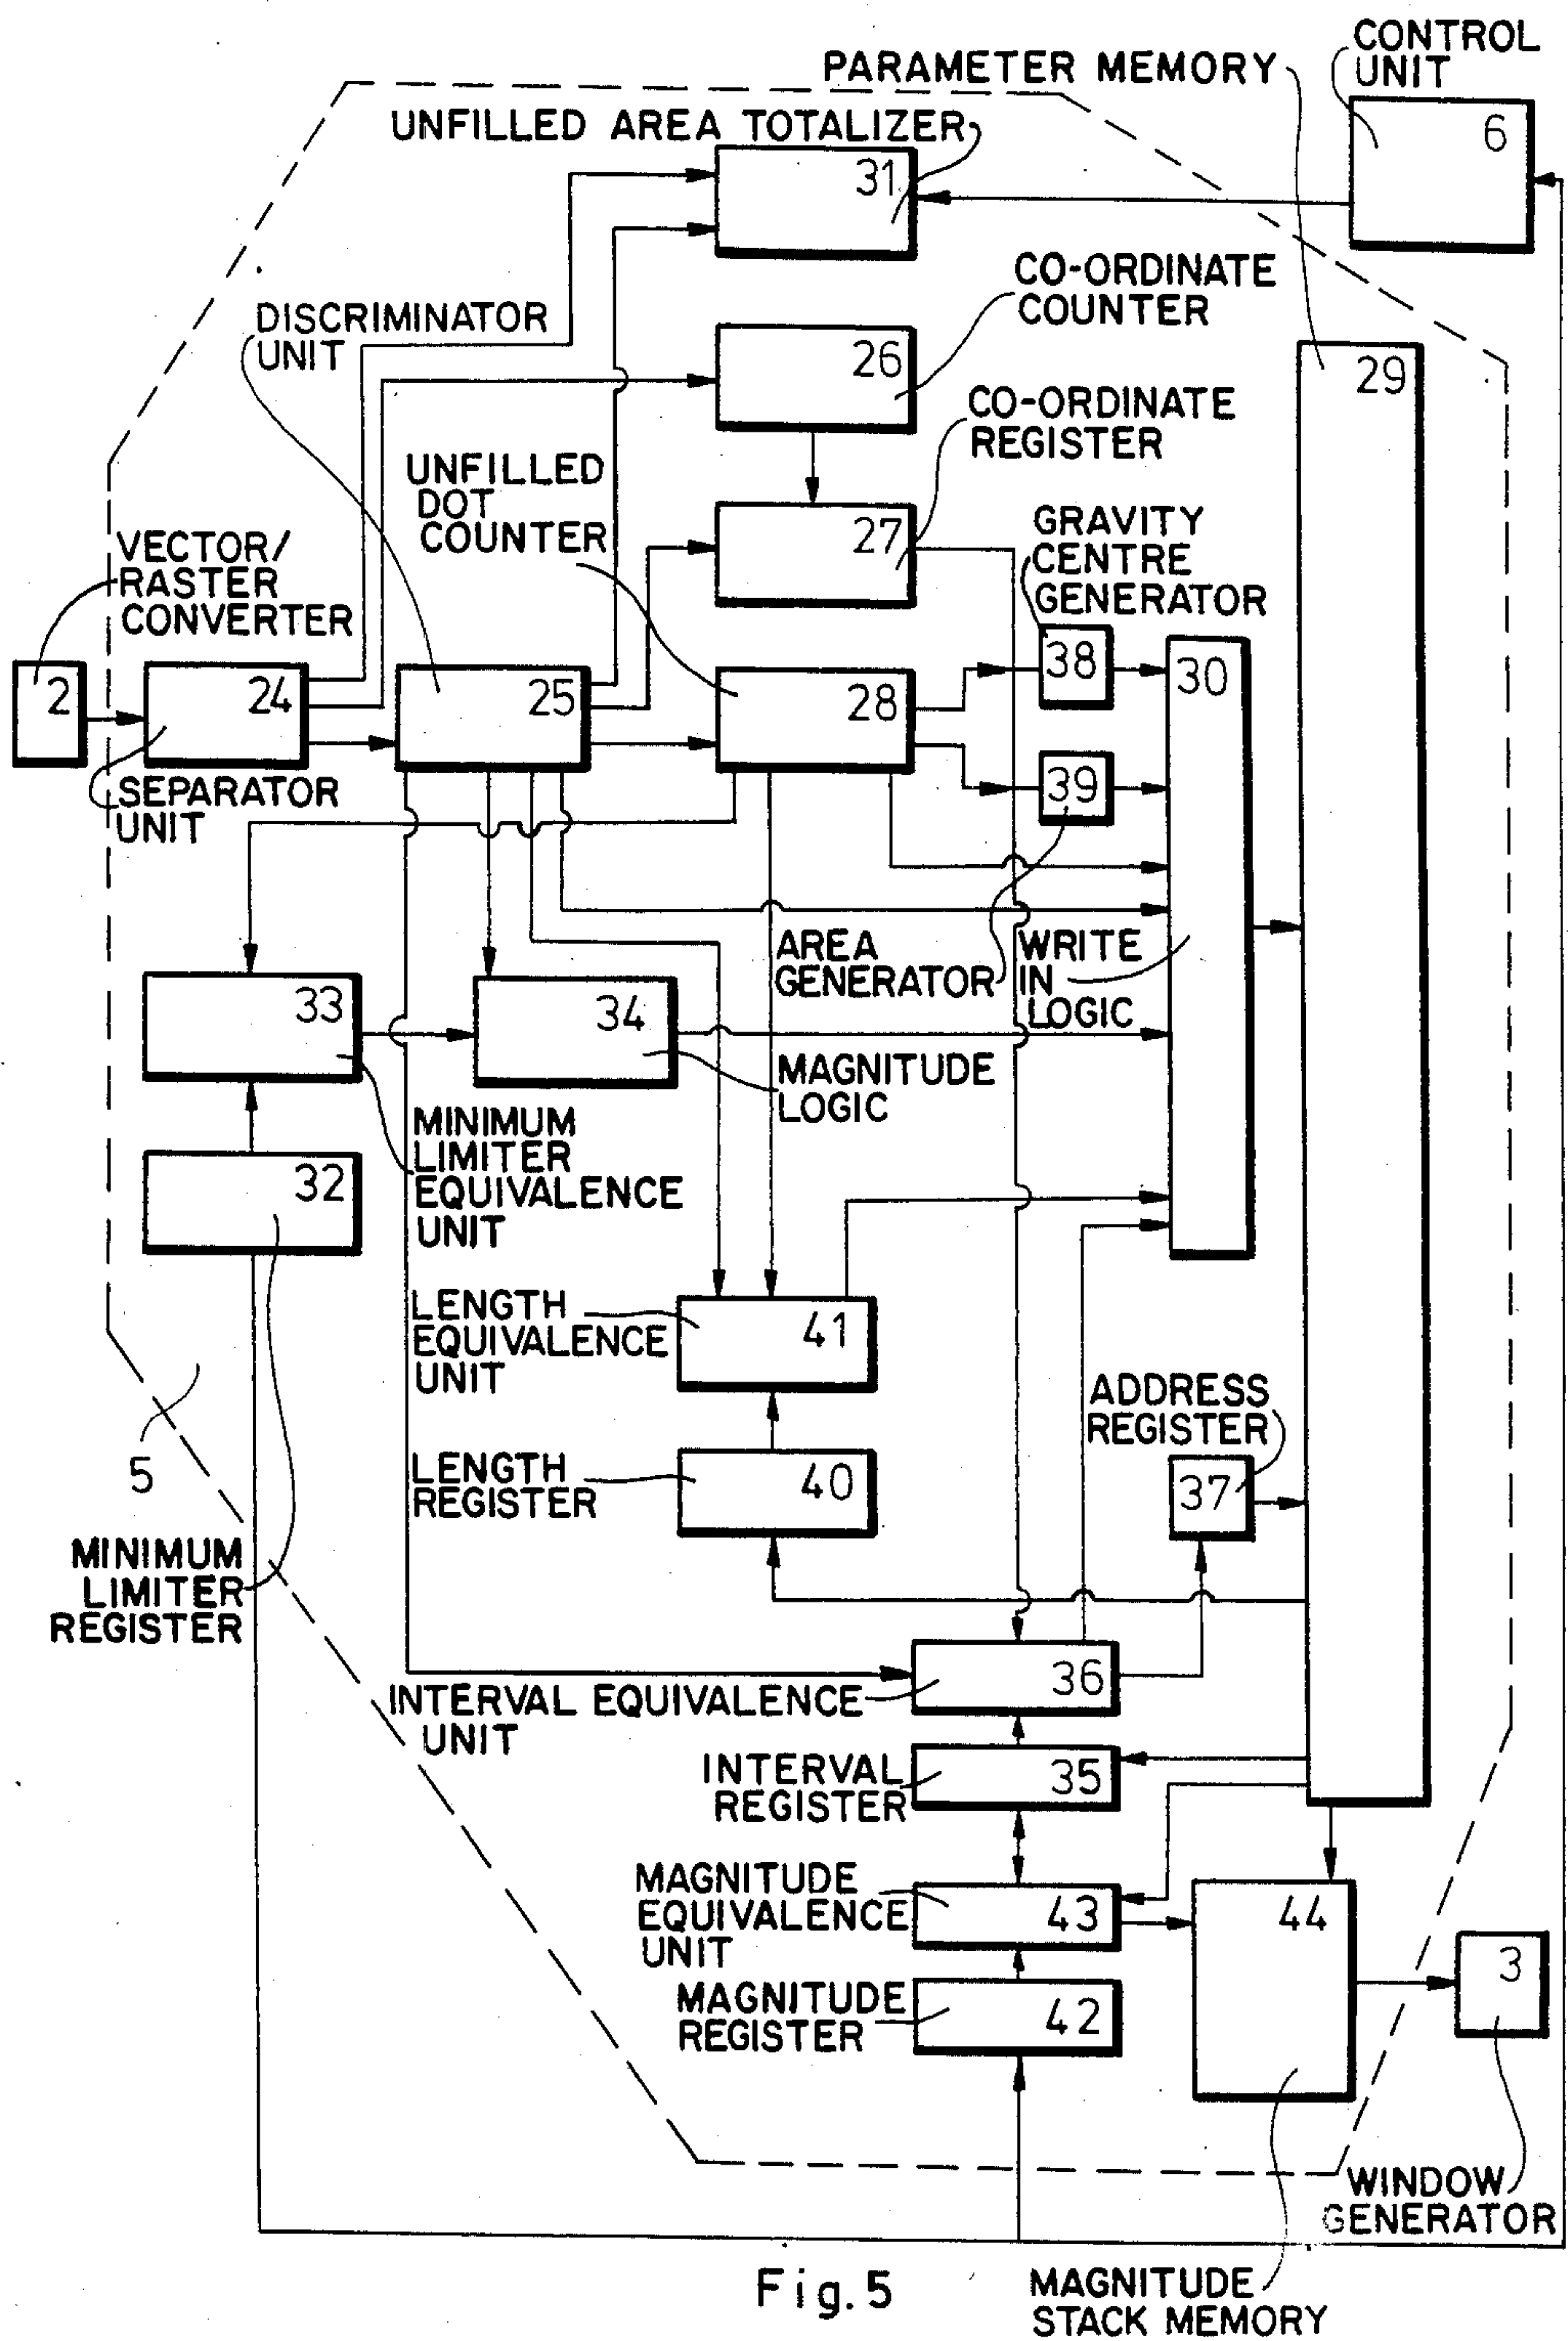 CONTROL
UNIT
PARAMETER MEMORY
6
UNFILLED AREA TOTALIZER
31
CO-ORDINATE
COUNTER
DISCRIMINATOR
UNIT
26
29
CO-ORDINATE
REGISTER
UNFILLED
DOT
COUNTER
27
GRAVITY
CENTRE
GENERATOR
VECTOR/
RASTER
CONVERTER
2
24
25
28
38
30
39
SEPARATOR
UNIT
AREA
GENERATOR
WRITE
IN
LOGIC
33
34
MAGNITUDE
LOGIC
MINIMUM
LIMITER
EQUIVALENCE
UNIT
32
LENGTH
EQUIVALENCE
UNIT
41
ADDRESS
REGISTER
5
LENGTH
REGISTER
40
37
MINIMUM
LIMITER
REGISTER
36
INTERVAL EQUIVALENCE
UNIT
INTERVAL
REGISTER
35
MAGNITUDE
EQUIVALENCE
UNIT
43
44
3
MAGNITUDE
REGISTER
42
WINDOW
GENERATOR
Fig. 5
MAGNITUDE
STACK MEMORY